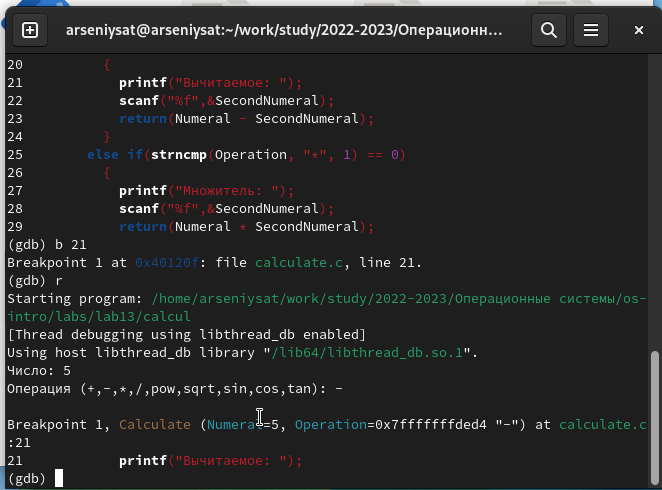 arseniysat@arseniysat:~/work/study/2022-2023/Операционн...
20 {
21 printf("Вычитаемое: ");
22 scanf("%f",&SecondNumeral);
23 return(Numeral - SecondNumeral);
24 }
25 else if(strncmp(Operation, "*", 1) == 0)
26 {
27 printf("Множитель: ");
28 scanf("%f",&SecondNumeral);
29 return(Numeral * SecondNumeral);
(gdb) b 21
Breakpoint 1 at 0x40120f: file calculate.c, line 21.
(gdb) r
Starting program: /home/arseniysat/work/study/2022-2023/Операционные системы/os-
intro/labs/lab13/calcul
[Thread debugging using libthread_db enabled]
Using host libthread_db library "/lib64/libthread_db.so.1".
Число: 5
Операция (+,-,*,/,pow,sqrt,sin,cos,tan): -
Breakpoint 1, Calculate (Numeral=5, Operation=0x7fffffffded4 "-") at calculate.c
:21
21 printf("Вычитаемое: ");
(gdb)